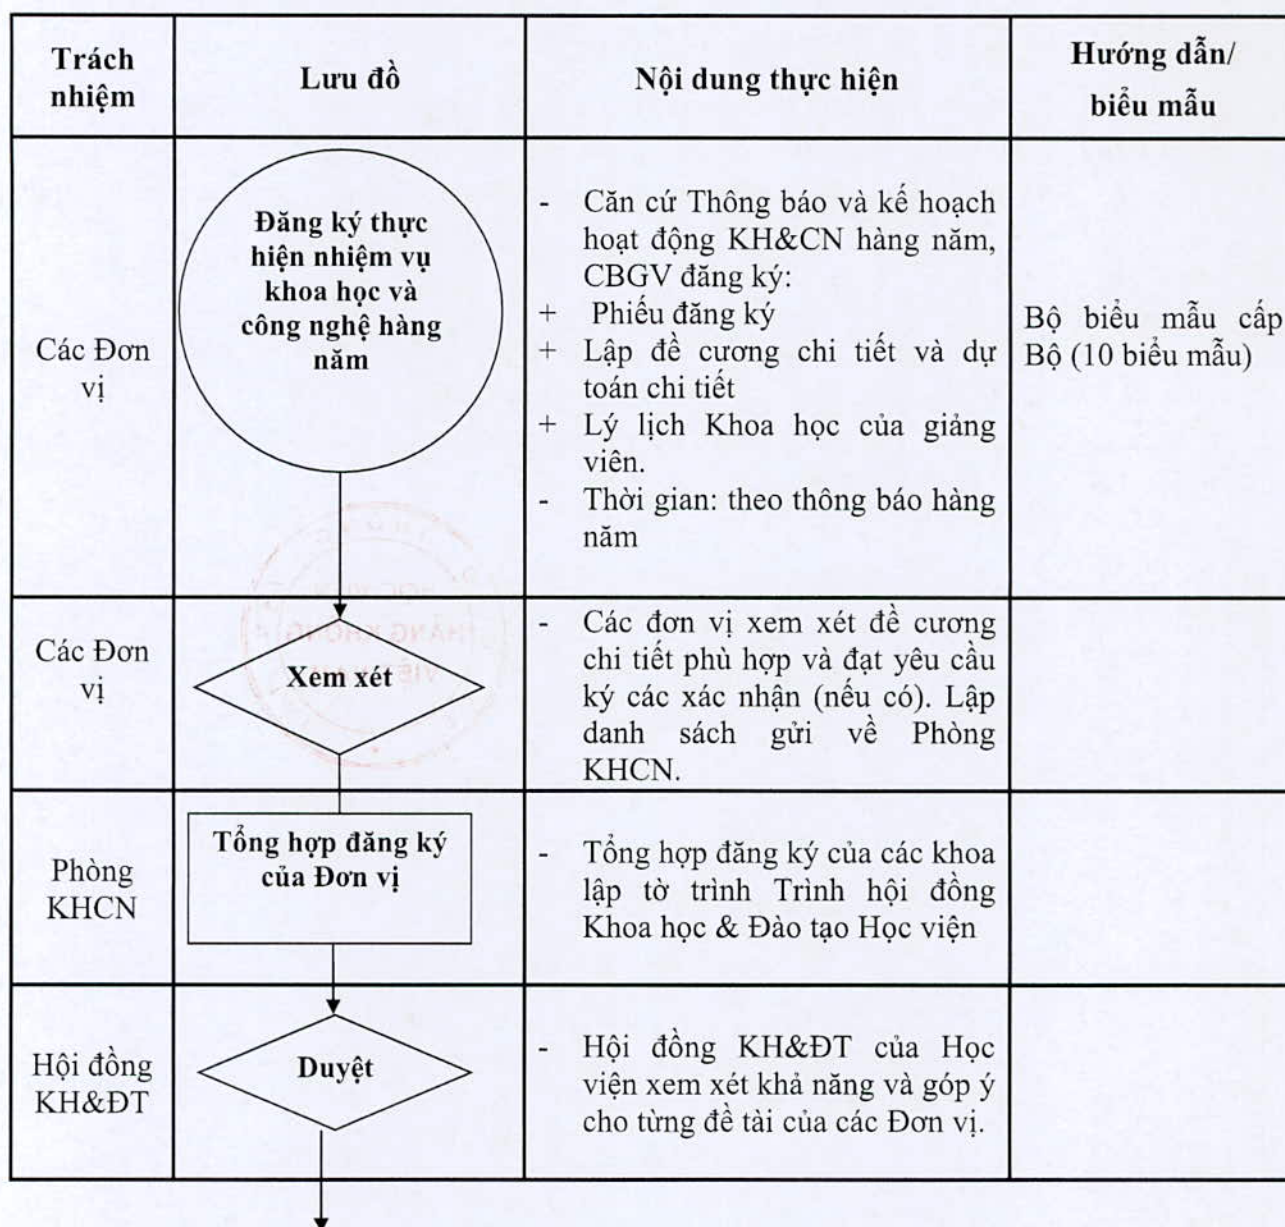 Trách
nhiệm
Lưu đồ
Nội dung thực hiện
Hướng dẫn/
biểu mẫu
Các Đơn
vị
Đăng ký thực
hiện nhiệm vụ
khoa học và
công nghệ hàng
năm
- Căn cứ Thông báo và kế hoạch
hoạt động KH&CN hàng năm,
CBGV đăng ký:
+ Phiếu đăng ký
+ Lập đề cương chi tiết và dự
toán chi tiết
+ Lý lịch Khoa học của giảng
viên.
- Thời gian: theo thông báo hàng
năm
Bộ biểu mẫu cấp
Bộ (10 biểu mẫu)
Các Đơn
vị
Xem xét
- Các đơn vị xem xét đề cương
chi tiết phù hợp và đạt yêu cầu
ký các xác nhận (nếu có). Lập
danh sách gửi về Phòng
KHCN.
Phòng
KHCN
Tổng hợp đăng ký
của Đơn vị
- Tổng hợp đăng ký của các khoa
lập tờ trình Trình hội đồng
Khoa học & Đào tạo Học viện
Hội đồng
KH&ĐT
Duyệt
- Hội đồng KH&ĐT của Học
viện xem xét khả năng và góp ý
cho từng đề tài của các Đơn vị.